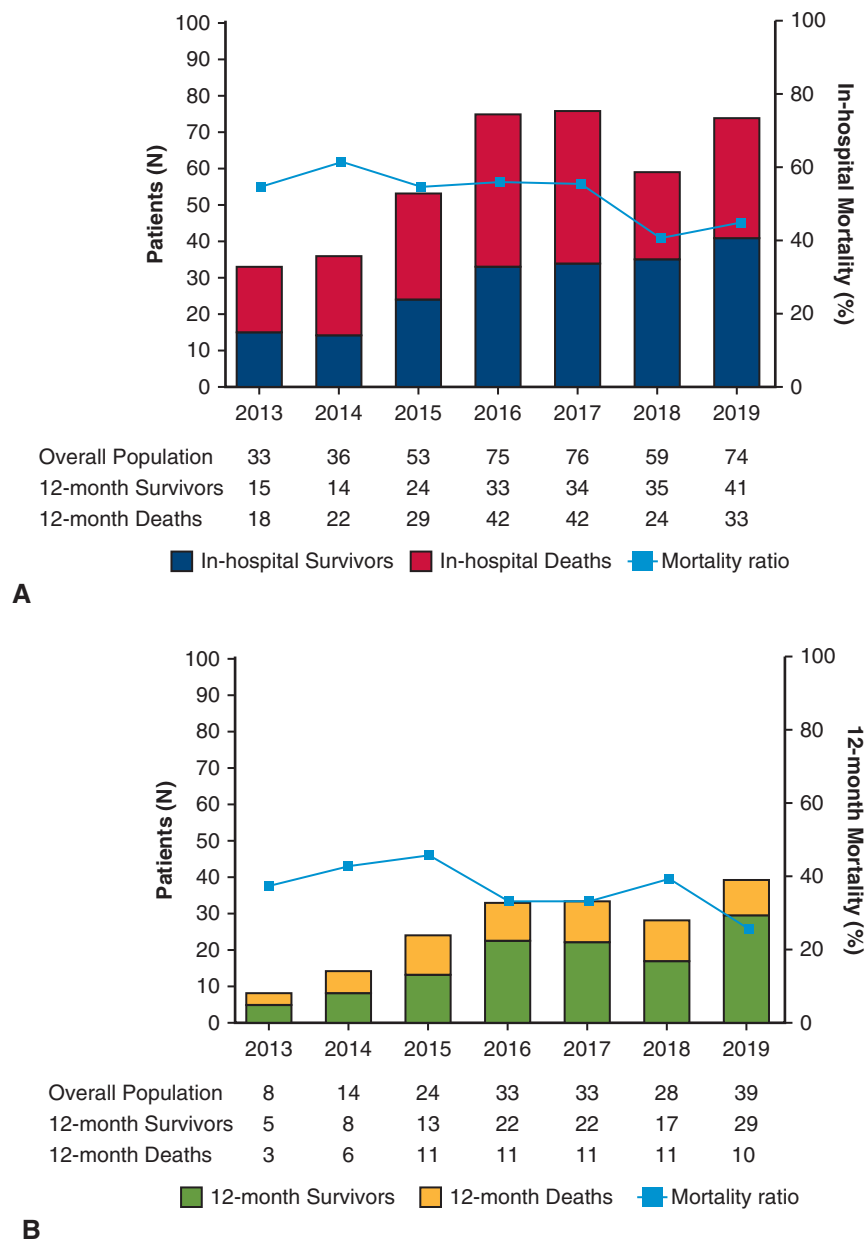 100
90
80
70
60
50
40
30
20
10
0
Patients (N)
100
80
60
40
20
0
In-hospital Mortality (%)
2013 2014 2015 2016 2017 2018 2019
Overall Population 33 36 53 75 76 59 74
12-month Survivors 15 14 24 33 34 35 41
12-month Deaths 18 22 29 42 42 24 33
In-hospital Survivors In-hospital Deaths Mortality ratio
A
100
90
80
70
60
50
40
30
20
10
0
Patients (N)
100
80
60
40
20
0
12-month Mortality (%)
2013 2014 2015 2016 2017 2018 2019
Overall Population 8 14 24 33 33 28 39
12-month Survivors 5 8 13 22 22 17 29
12-month Deaths 3 6 11 11 11 11 10
12-month Survivors 12-month Deaths Mortality ratio
B